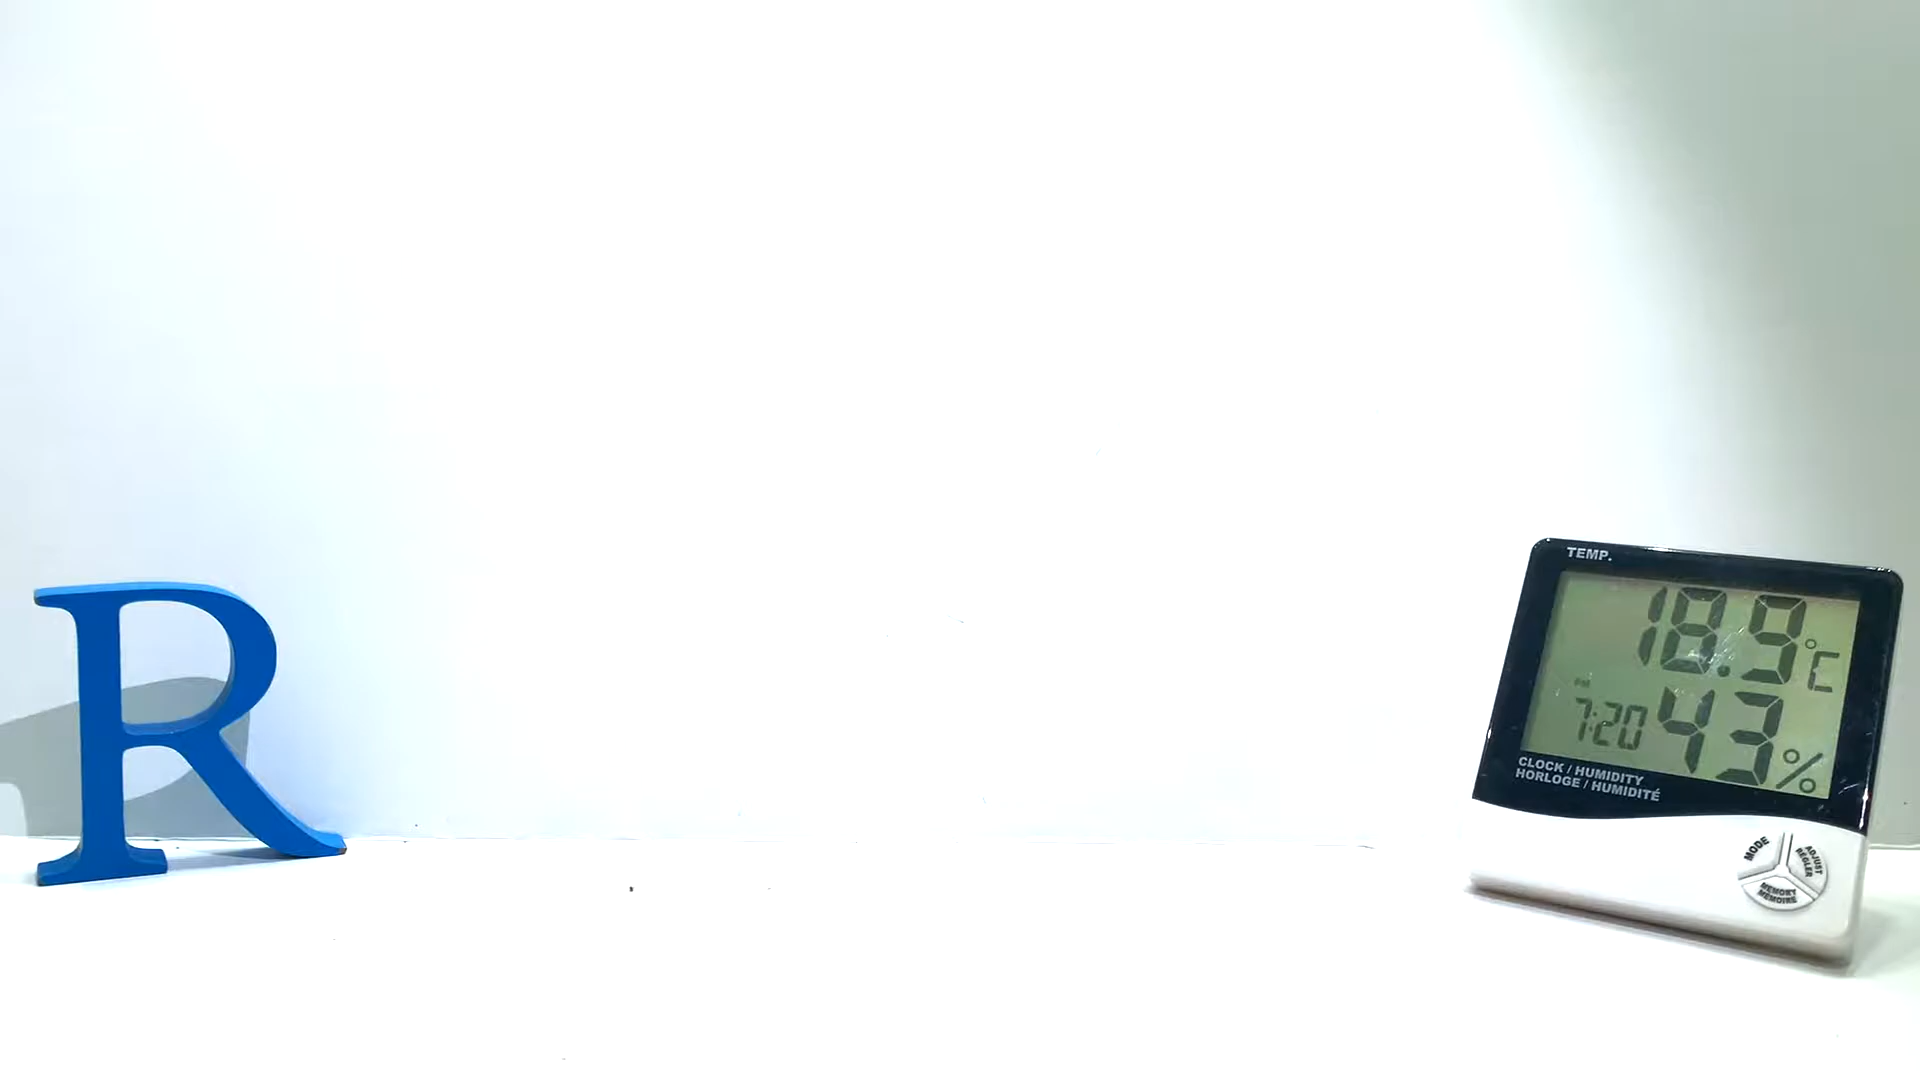 R
TEMP.
18.9°C
PM
7:20 43%
CLOCK / HUMIDITY
HORLOGE / HUMIDITÉ
MODE
ADJUST
RÉGLER
MEMORY
MÉMOIRE